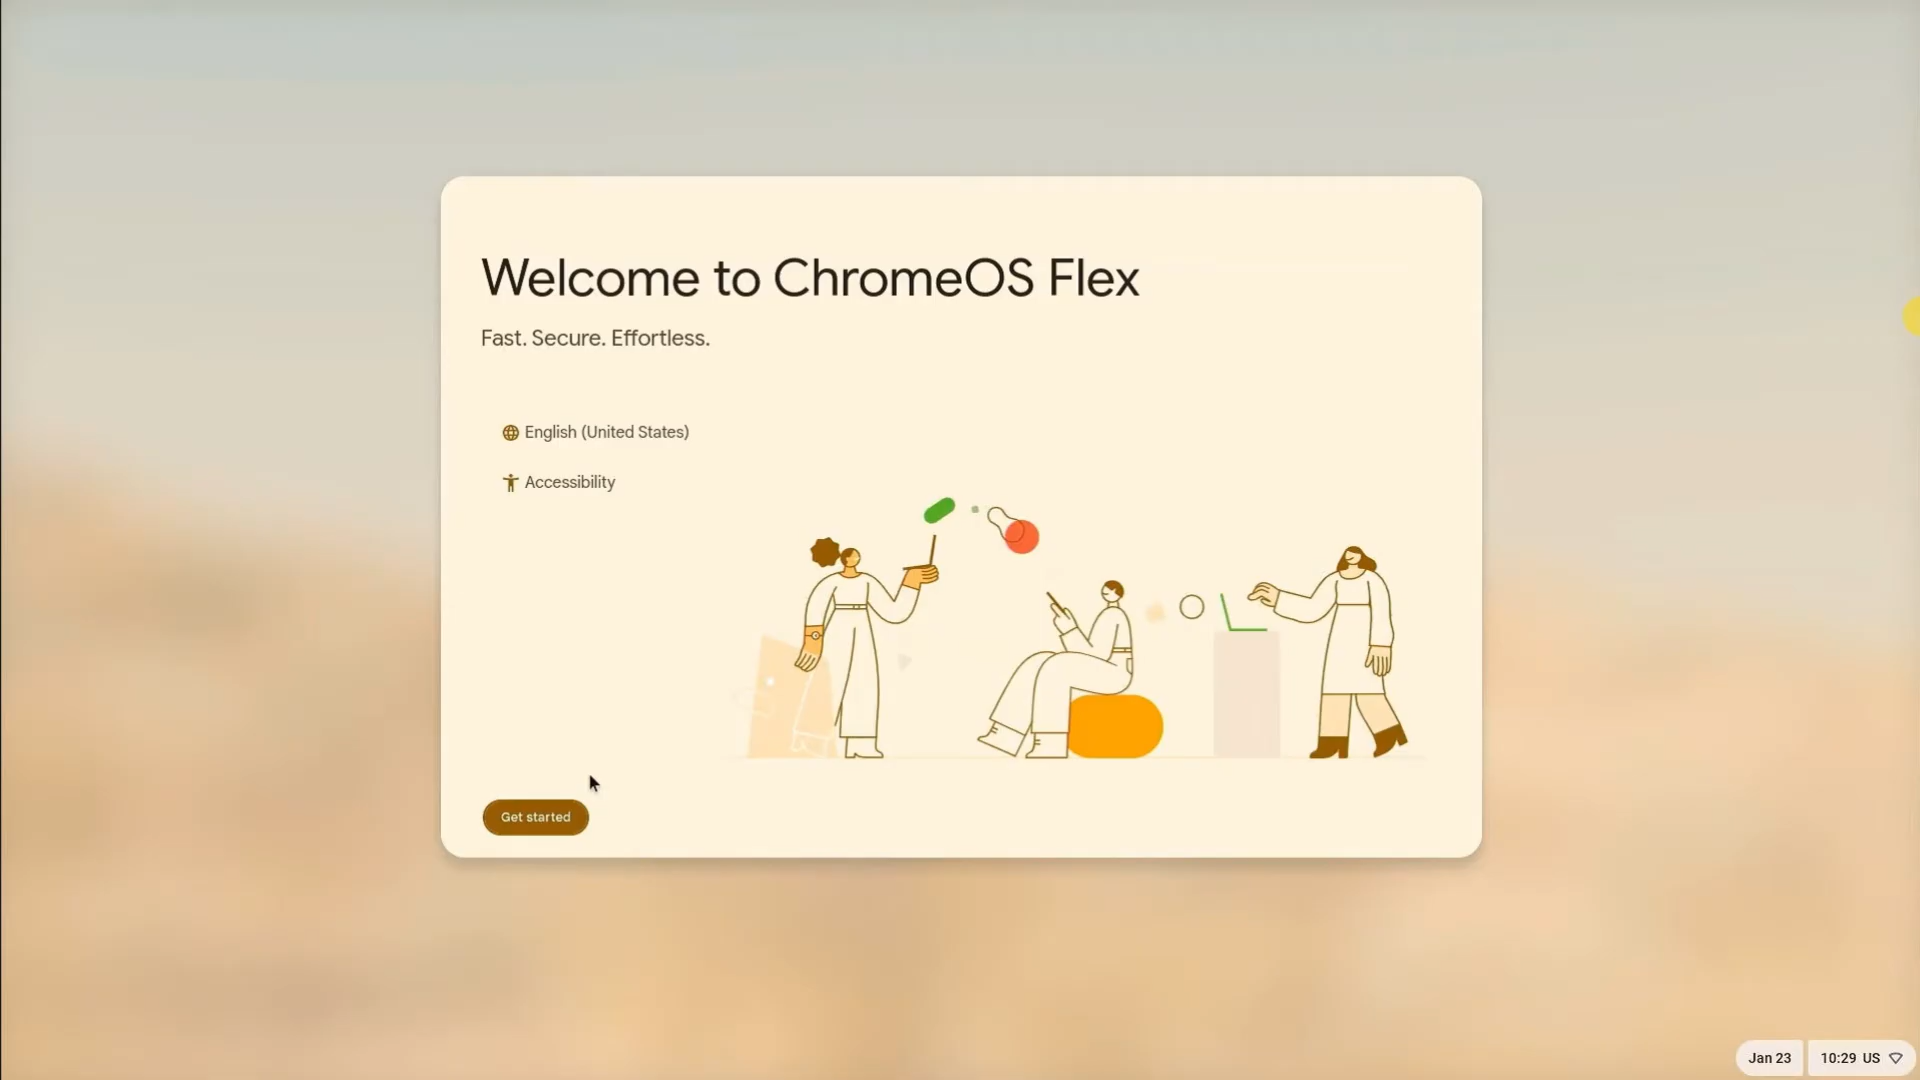 Welcome to ChromeOS Flex
Fast. Secure. Effortless.
English (United States)
Accessibility
Get started
Jan 23
10:29 US